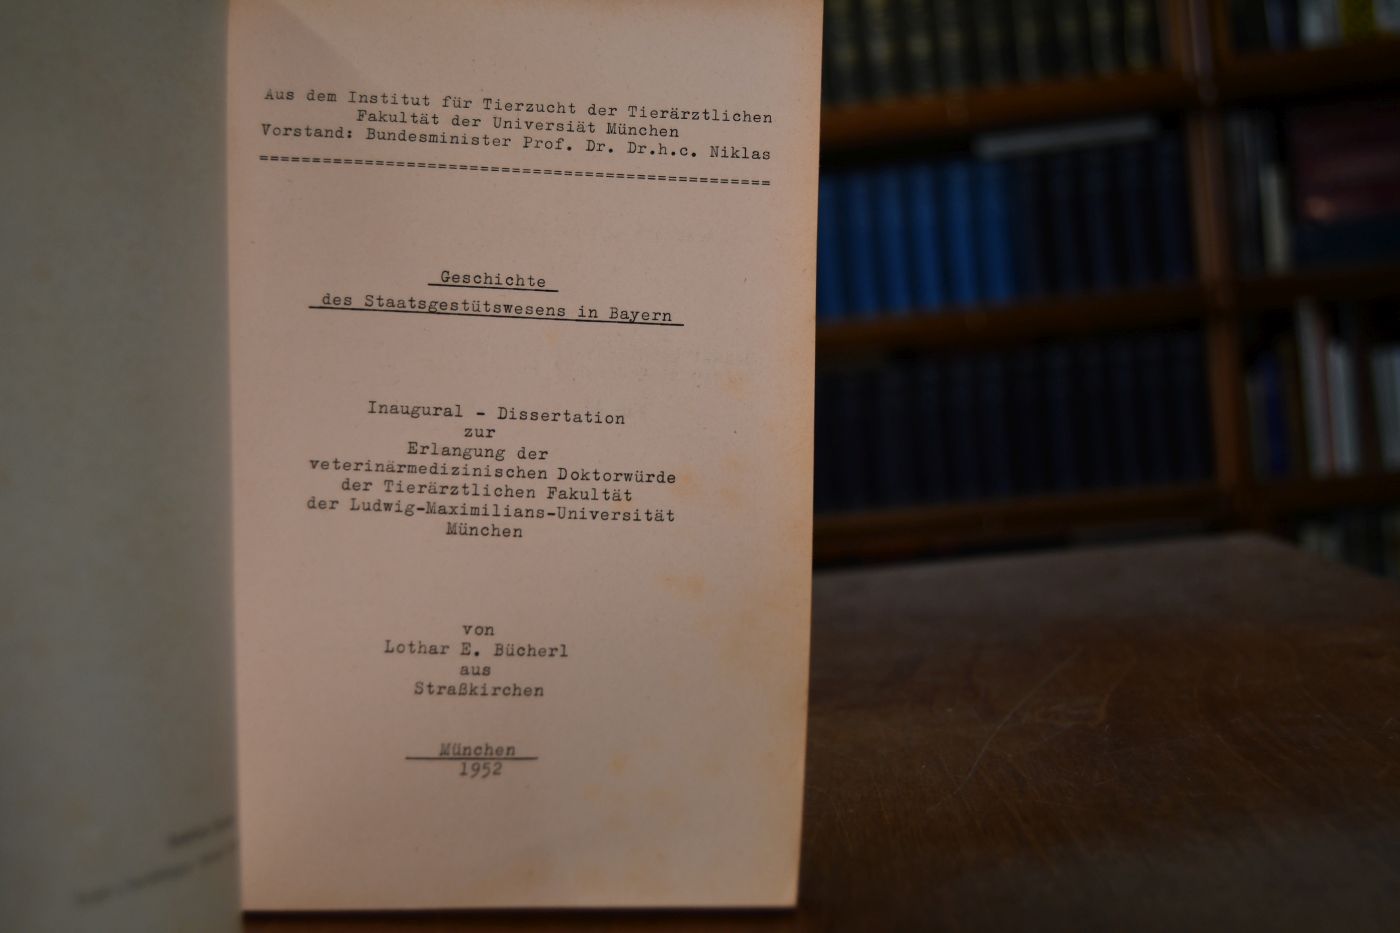 Aus dem Institut für Tierzucht der Tierärztlichen
Fakultät der Universiät München
Vorstand: Bundesminister Prof. Dr. Dr.h.c. Niklas
=================================================
Geschichte
des Staatsgestütswesens in Bayern
Inaugural - Dissertation
zur
Erlangung der
veterinärmedizinischen Doktorwürde
der Tierärztlichen Fakultät
der Ludwig-Maximilians-Universität
München
von
Lothar E. Bücherl
aus
Straßkirchen
München
1952